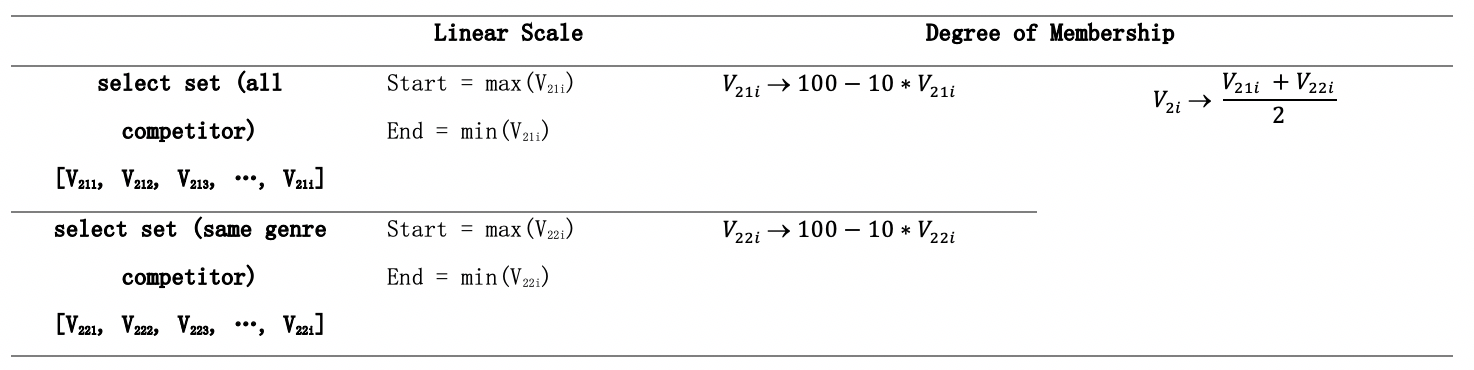 Linear Scale Degree of Membership
select set (all Start = max(V₂₁ᵢ) V₂₁ᵢ → 100 − 10 ∗ V₂₁ᵢ V₂ᵢ → (V₂₁ᵢ + V₂₂ᵢ) / 2
competitor) End = min(V₂₁ᵢ)
[V₂₁₁, V₂₁₂, V₂₁₃, ⋯, V₂₁ᵢ]
select set (same genre Start = max(V₂₂ᵢ) V₂₂ᵢ → 100 − 10 ∗ V₂₂ᵢ
competitor) End = min(V₂₂ᵢ)
[V₂₂₁, V₂₂₂, V₂₂₃, ⋯, V₂₂ᵢ]